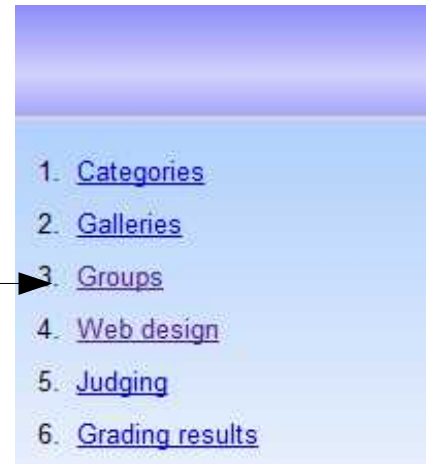 1. Categories
2. Galleries
3. Groups
4. Web design
5. Judging
6. Grading results